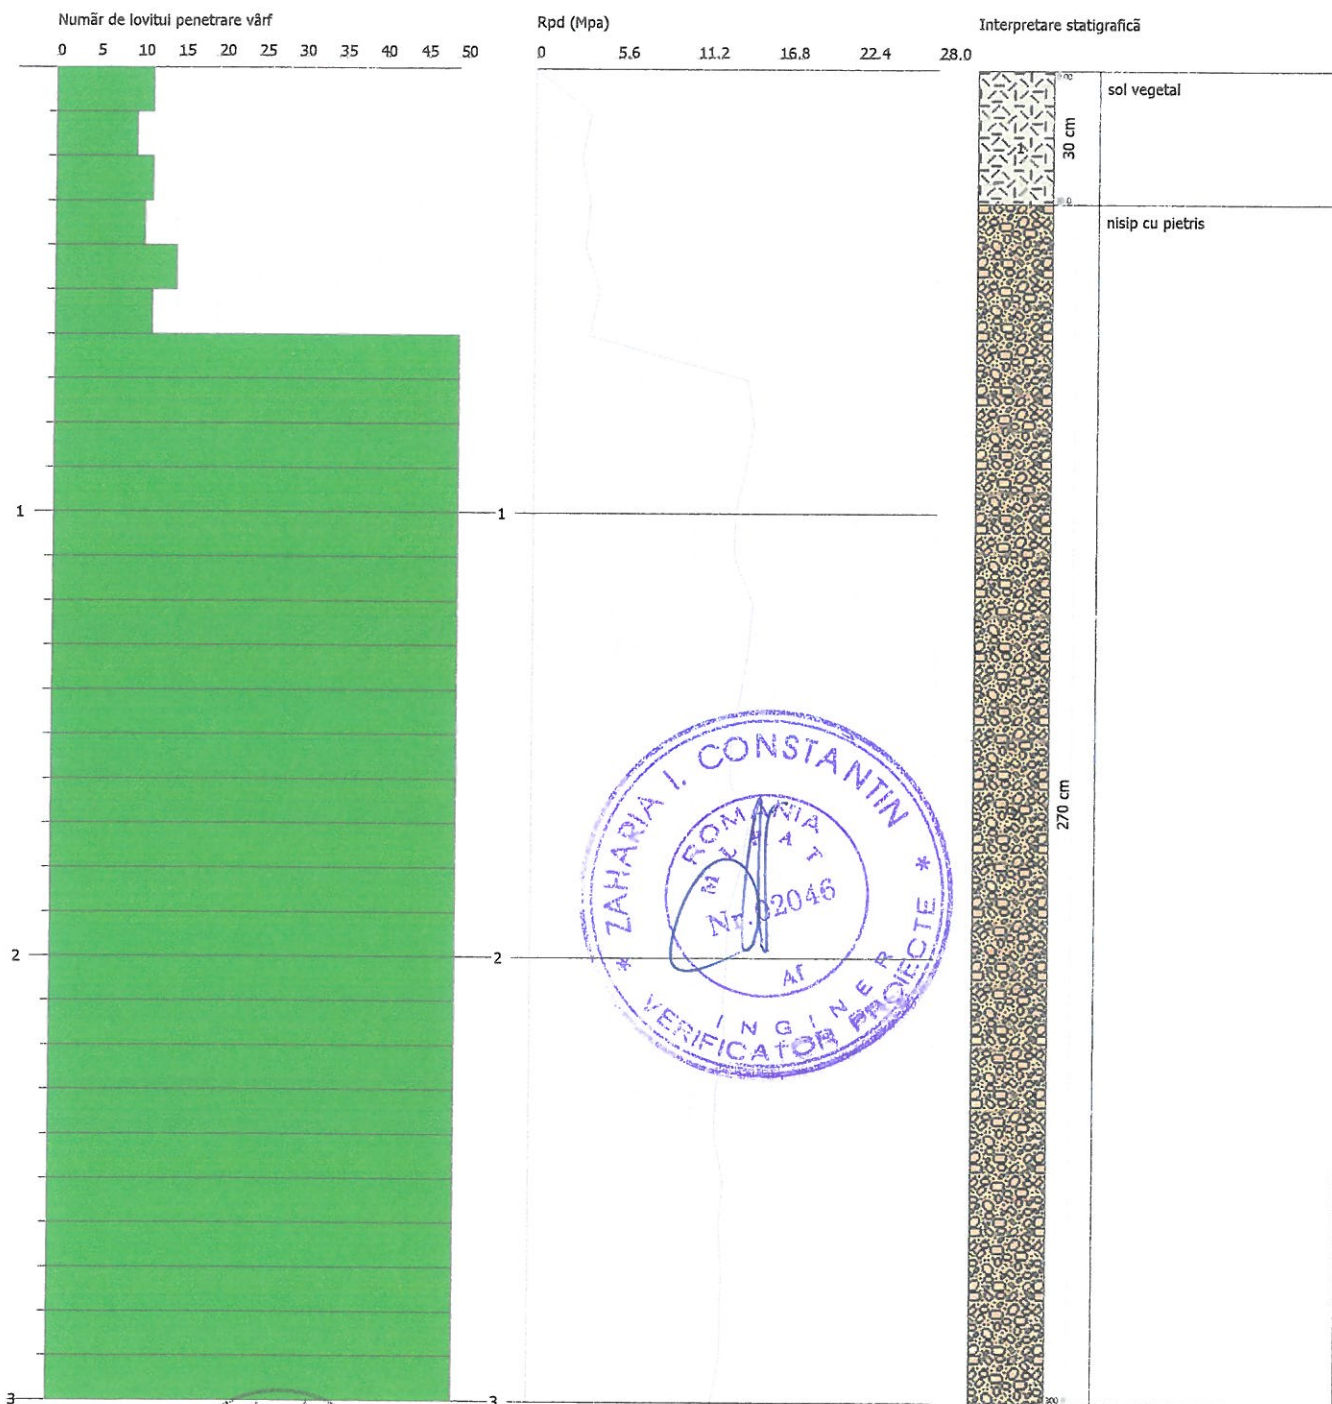 Număr de lovitui penetrare vârf
0 5 10 15 20 25 30 35 40 45 50
1
2
3
Rpd (Mpa)
0 5.6 11.2 16.8 22.4 28.0
1
2
3
Interpretare statigrafică
30 cm
sol vegetal
270 cm
nisip cu pietris
* ZAHARIA I. CONSTANTIN *
VERIFICATOR PROIECTE
ROMANIA
M L P A T
Af
INGINER